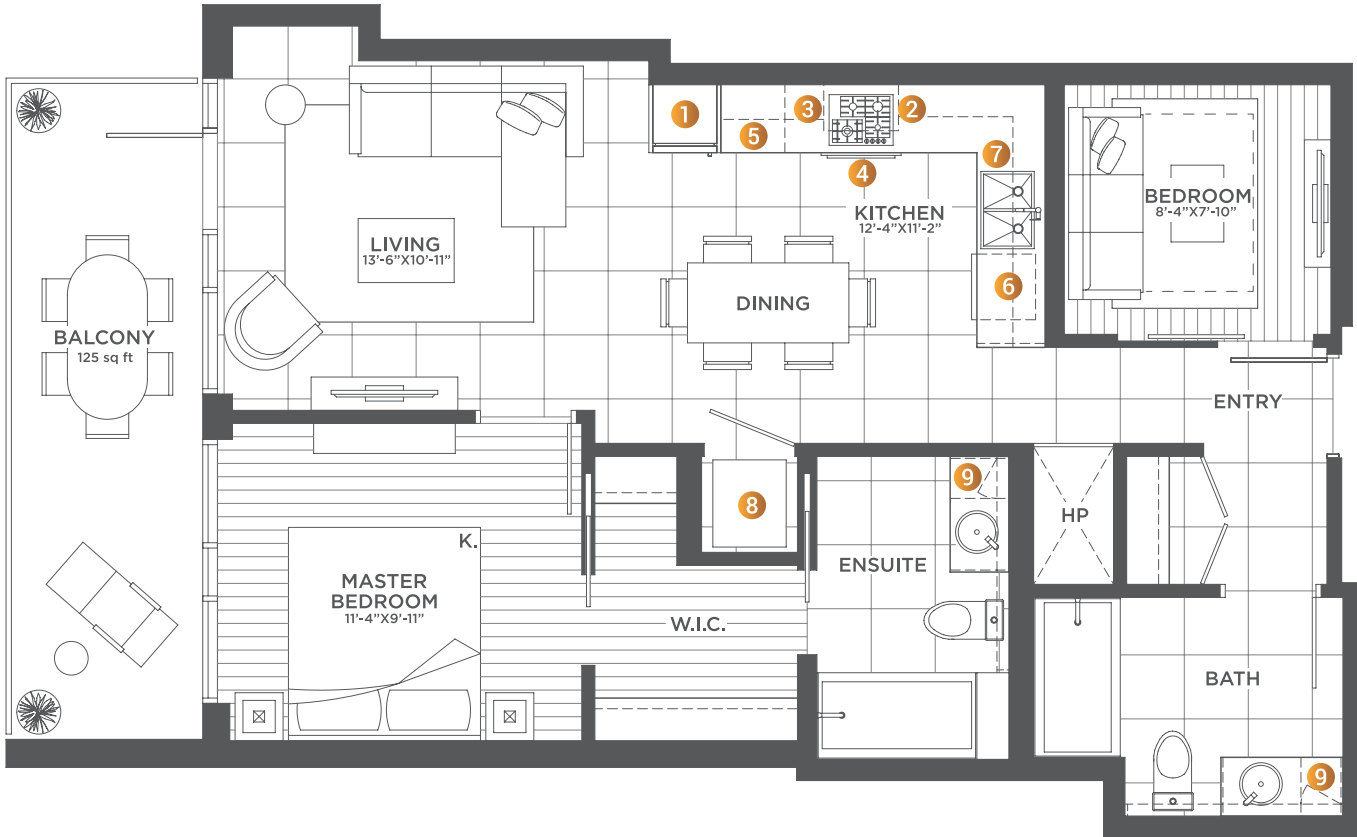 1
3
2
5
7
4
BEDROOM
8'-4"X7'-10"
KITCHEN
12'-4"X11'-2"
LIVING
13'-6"X10'-11"
6
DINING
BALCONY
125 sq ft
ENTRY
9
8
HP
K.
ENSUITE
MASTER
BEDROOM
11'-4"X9'-11"
W.I.C.
BATH
9